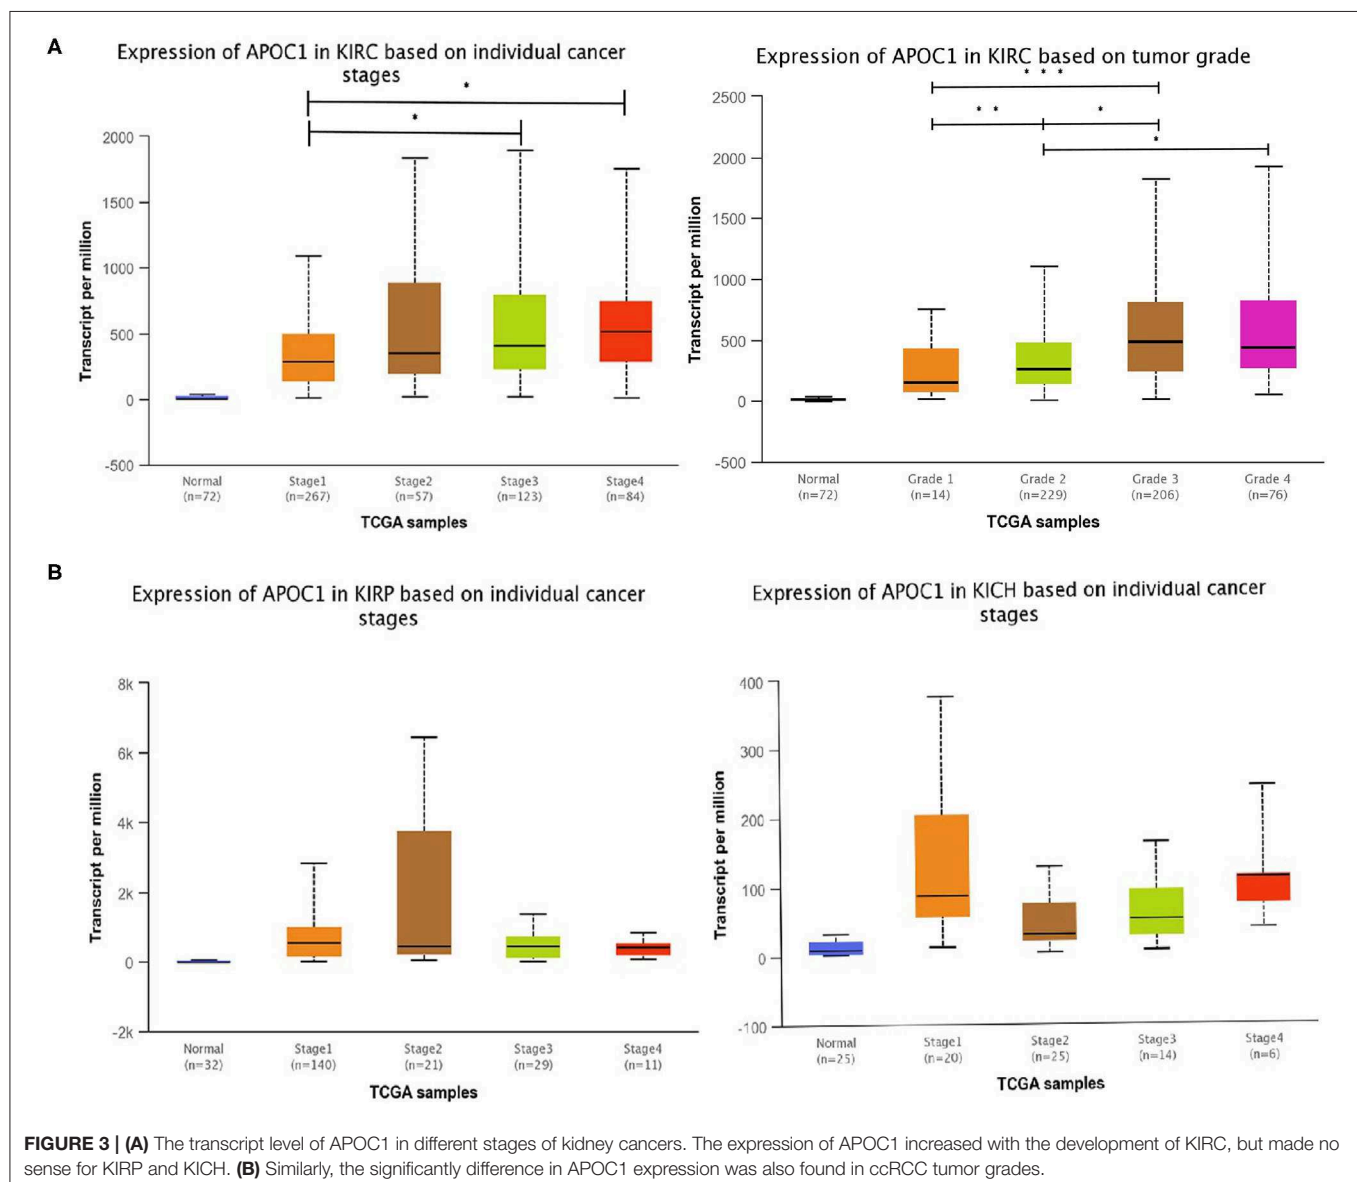 A
Expression of APOC1 in KIRC based on individual cancer
stages
*
*
2000
1500
1000
500
0
-500
Transcript per million
Normal
(n=72)
Stage1
(n=267)
Stage2
(n=57)
Stage3
(n=123)
Stage4
(n=84)
TCGA samples
Expression of APOC1 in KIRC based on tumor grade
* * *
* *
*
*
2500
2000
1500
1000
500
0
-500
Transcript per million
Normal
(n=72)
Grade 1
(n=14)
Grade 2
(n=229)
Grade 3
(n=206)
Grade 4
(n=76)
TCGA samples
B
Expression of APOC1 in KIRP based on individual cancer
stages
8k
6k
4k
2k
0
-2k
Transcript per million
Normal
(n=32)
Stage1
(n=140)
Stage2
(n=21)
Stage3
(n=29)
Stage4
(n=11)
TCGA samples
Expression of APOC1 in KICH based on individual cancer
stages
400
300
200
100
0
-100
Transcript per million
Normal
(n=25)
Stage1
(n=20)
Stage2
(n=25)
Stage3
(n=14)
Stage4
(n=6)
TCGA samples
FIGURE 3 | (A) The transcript level of APOC1 in different stages of kidney cancers. The expression of APOC1 increased with the development of KIRC, but made no
sense for KIRP and KICH. (B) Similarly, the significantly difference in APOC1 expression was also found in ccRCC tumor grades.